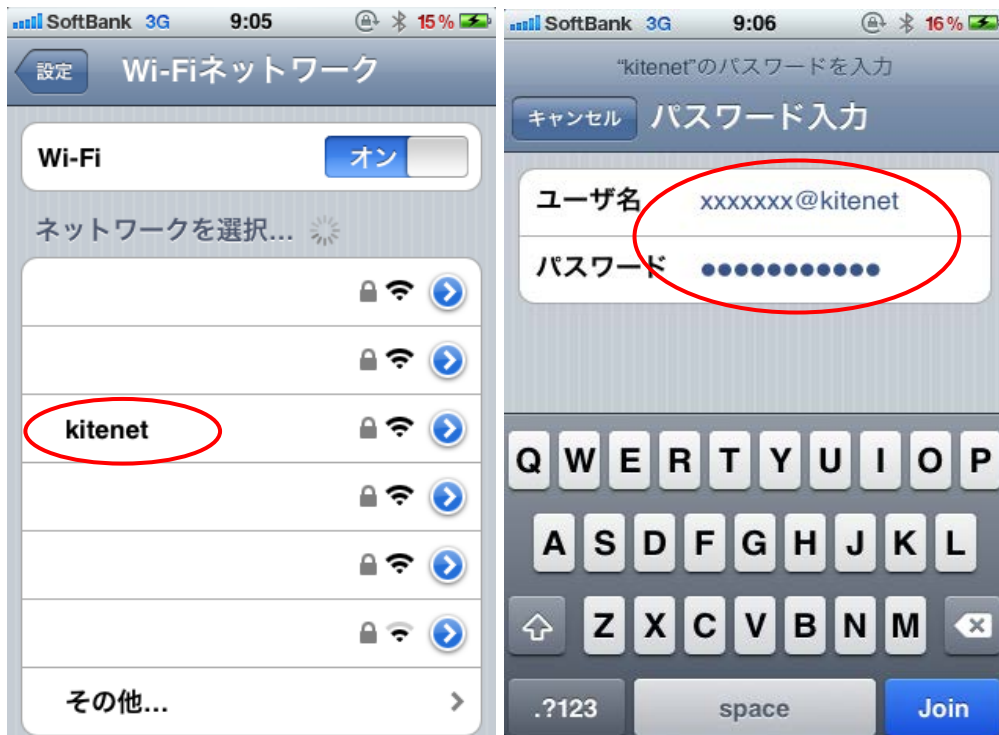 SoftBank 3G 9:05 15%
設定 Wi-Fiネットワーク
Wi-Fi オン
ネットワークを選択...
kitenet
その他...
SoftBank 3G 9:06 16%
“kitenet”のパスワードを入力
キャンセル パスワード入力
ユーザ名 xxxxxxx@kitenet
パスワード ●●●●●●●●●●●
Q W E R T Y U I O P
A S D F G H J K L
Z X C V B N M
.?123 space Join